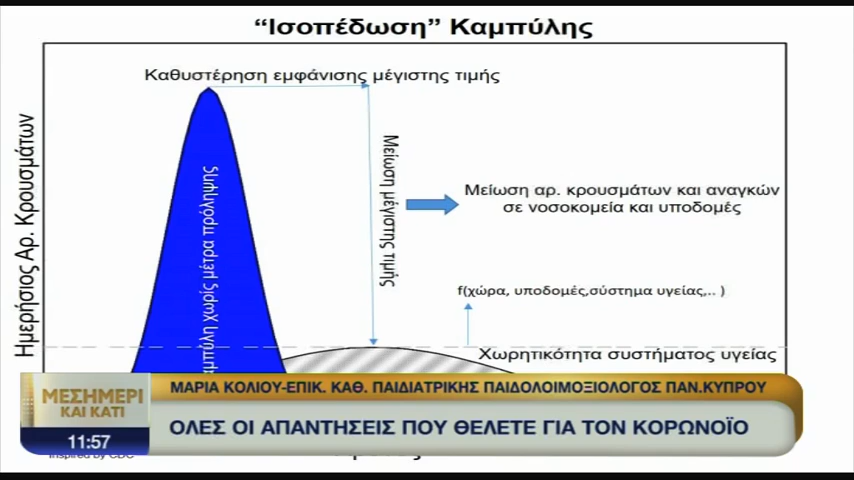 “Ισοπέδωση” Καμπύλης
Καθυστέρηση εμφάνισης μέγιστης τιμής
Ημερήσιος Αρ. Κρουσμάτων
χωρίς μέτρα πρόληψης
Μείωση μέγιστης τιμής
Μείωση αρ. κρουσμάτων και αναγκών
σε νοσοκομεία και υποδομές
f(χώρα, υποδομές,σύστημα υγείας,.. )
Χωρητικότητα συστήματος υγείας
ΜΕΣΗΜΕΡΙ
ΚΑΙ ΚΑΤΙ
11:57
ΜΑΡΙΑ ΚΟΛΙΟΥ-ΕΠΙΚ. ΚΑΘ. ΠΑΙΔΙΑΤΡΙΚΗΣ ΠΑΙΔΟΛΟΙΜΟΞΙΟΛΟΓΟΣ ΠΑΝ.ΚΥΠΡΟΥ
ΟΛΕΣ ΟΙ ΑΠΑΝΤΗΣΕΙΣ ΠΟΥ ΘΕΛΕΤΕ ΓΙΑ ΤΟΝ ΚΟΡΩΝΟΪΟ
Inspired by CDC